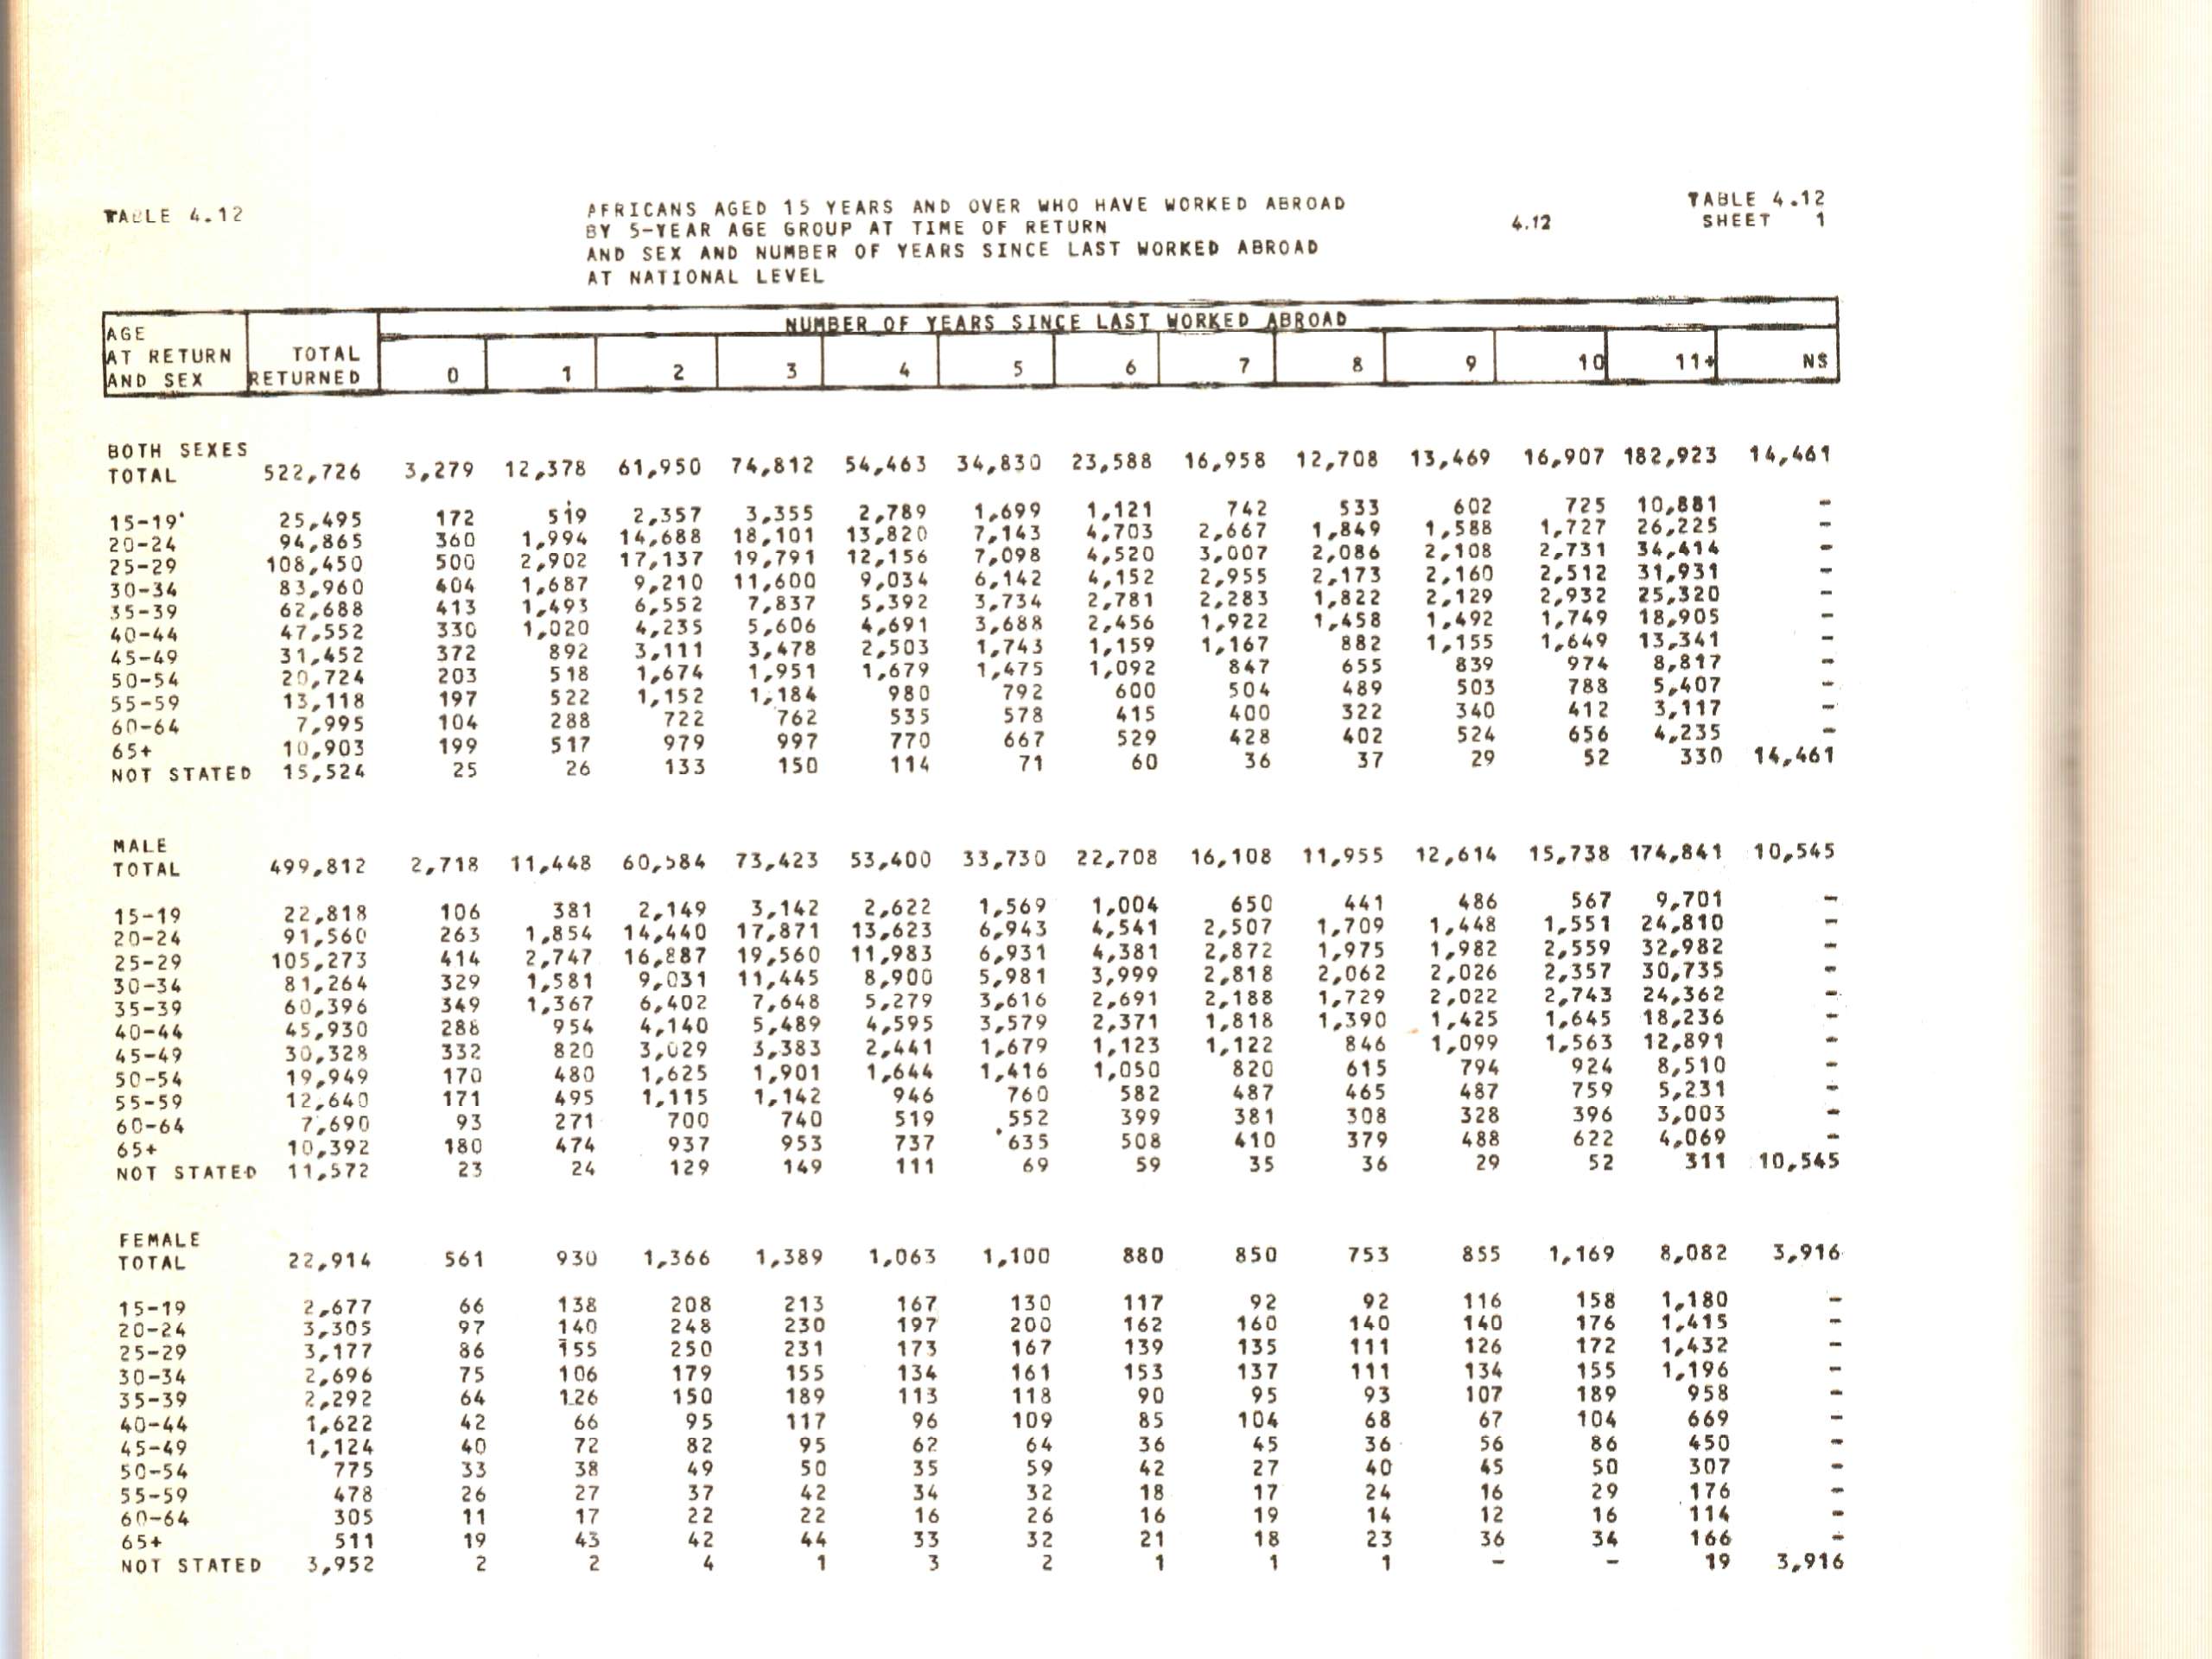 TABLE 4.12
AFRICANS AGED 15 YEARS AND OVER WHO HAVE WORKED ABROAD
BY 5-YEAR AGE GROUP AT TIME OF RETURN
AND SEX AND NUMBER OF YEARS SINCE LAST WORKED ABROAD
AT NATIONAL LEVEL
4.12
TABLE 4.12
SHEET 1
AGE
AT RETURN
AND SEX
TOTAL
RETURNED
NUMBER OF YEARS SINCE LAST WORKED ABROAD
0 1 2 3 4 5 6 7 8 9 10 11+ NS
BOTH SEXES
TOTAL 522,726 3,279 12,378 61,950 74,812 54,463 34,830 23,588 16,958 12,708 13,469 16,907 182,923 14,461
15-19 25,495 172 519 2,357 3,355 2,789 1,699 1,121 742 533 602 725 10,881 -
20-24 94,865 360 1,994 14,688 18,101 13,820 7,143 4,703 2,667 1,849 1,588 1,727 26,225 -
25-29 108,450 500 2,902 17,137 19,791 12,156 7,098 4,520 3,007 2,086 2,108 2,731 34,414 -
30-34 83,960 404 1,687 9,210 11,600 9,034 6,142 4,152 2,955 2,173 2,160 2,512 31,931 -
35-39 62,688 413 1,493 6,552 7,837 5,392 3,734 2,781 2,283 1,822 2,129 2,932 25,320 -
40-44 47,552 330 1,020 4,235 5,606 4,691 3,688 2,456 1,922 1,458 1,492 1,749 18,905 -
45-49 31,452 372 892 3,111 3,478 2,503 1,743 1,159 1,167 882 1,155 1,649 13,341 -
50-54 20,724 203 518 1,674 1,951 1,679 1,475 1,092 847 655 839 974 8,817 -
55-59 13,118 197 522 1,152 1,184 980 792 600 504 489 503 788 5,407 -
60-64 7,995 104 288 722 762 535 578 415 400 322 340 412 3,117 -
65+ 10,903 199 517 979 997 770 667 529 428 402 524 656 4,235 -
NOT STATED 15,524 25 26 133 150 114 71 60 36 37 29 52 330 14,461
MALE
TOTAL 499,812 2,718 11,448 60,584 73,423 53,400 33,730 22,708 16,108 11,955 12,614 15,738 174,841 10,545
15-19 22,818 106 381 2,149 3,142 2,622 1,569 1,004 650 441 486 567 9,701 -
20-24 91,560 263 1,854 14,440 17,871 13,623 6,943 4,541 2,507 1,709 1,448 1,551 24,810 -
25-29 105,273 414 2,747 16,887 19,560 11,983 6,931 4,381 2,872 1,975 1,982 2,559 32,982 -
30-34 81,264 329 1,581 9,031 11,445 8,900 5,981 3,999 2,818 2,062 2,026 2,357 30,735 -
35-39 60,396 349 1,367 6,402 7,648 5,279 3,616 2,691 2,188 1,729 2,022 2,743 24,362 -
40-44 45,930 288 954 4,140 5,489 4,595 3,579 2,371 1,818 1,390 1,425 1,645 18,236 -
45-49 30,328 332 820 3,029 3,383 2,441 1,679 1,123 1,122 846 1,099 1,563 12,891 -
50-54 19,949 170 480 1,625 1,901 1,644 1,416 1,050 820 615 794 924 8,510 -
55-59 12,640 171 495 1,115 1,142 946 760 582 487 465 487 759 5,231 -
60-64 7,690 93 271 700 740 519 552 399 381 308 328 396 3,003 -
65+ 10,392 180 474 937 953 737 635 508 410 379 488 622 4,069 -
NOT STATED 11,572 23 24 129 149 111 69 59 35 36 29 52 311 10,545
FEMALE
TOTAL 22,914 561 930 1,366 1,389 1,063 1,100 880 850 753 855 1,169 8,082 3,916
15-19 2,677 66 138 208 213 167 130 117 92 92 116 158 1,180 -
20-24 3,305 97 140 248 230 197 200 162 160 140 140 176 1,415 -
25-29 3,177 86 155 250 231 173 167 139 135 111 126 172 1,432 -
30-34 2,696 75 106 179 155 134 161 153 137 111 134 155 1,196 -
35-39 2,292 64 126 150 189 113 118 90 95 93 107 189 958 -
40-44 1,622 42 66 95 117 96 109 85 104 68 67 104 669 -
45-49 1,124 40 72 82 95 62 64 36 45 36 56 86 450 -
50-54 775 33 38 49 50 35 59 42 27 40 45 50 307 -
55-59 478 26 27 37 42 34 32 18 17 24 16 29 176 -
60-64 305 11 17 22 22 16 26 16 19 14 12 16 114 -
65+ 511 19 43 42 44 33 32 21 18 23 36 34 166 -
NOT STATED 3,952 2 2 4 1 3 2 1 1 1 - - 19 3,916